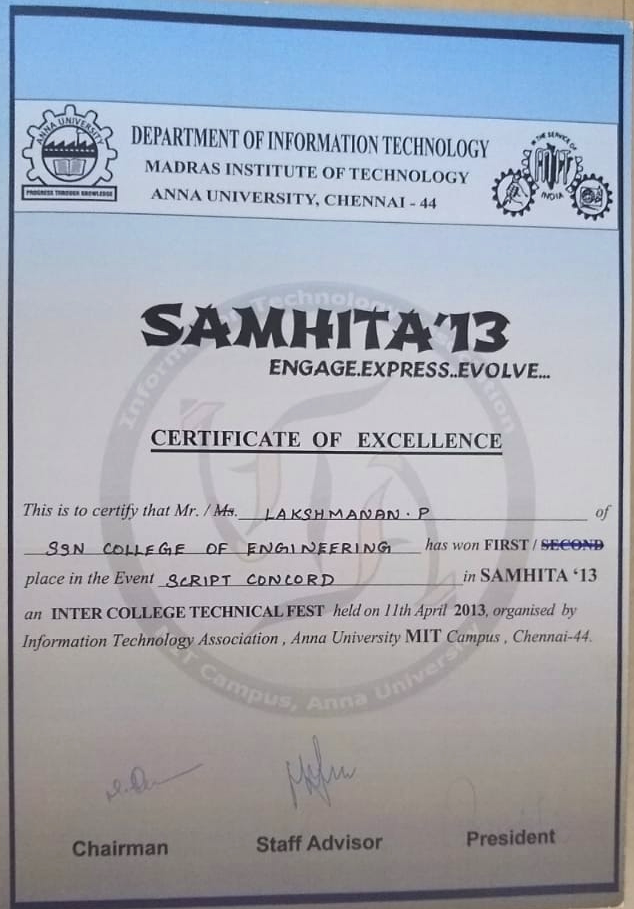 ANNA UNIVERSITY
PROGRESS THROUGH KNOWLEDGE
DEPARTMENT OF INFORMATION TECHNOLOGY
MADRAS INSTITUTE OF TECHNOLOGY
ANNA UNIVERSITY, CHENNAI - 44
IN THE SERVICE OF
MIT
INDIA
SAMHITA'13
ENGAGE.EXPRESS..EVOLVE...
Information Technology Association
CERTIFICATE OF EXCELLENCE
This is to certify that Mr. / Ms. LAKSHMANAN. P of
SSN COLLEGE OF ENGINEERING has won FIRST / SECOND
place in the Event SCRIPT CONCORD in SAMHITA '13
an INTER COLLEGE TECHNICAL FEST held on 11th April 2013, organised by
Information Technology Association , Anna University MIT Campus , Chennai-44.
MIT Campus, Anna University
Chairman Staff Advisor President